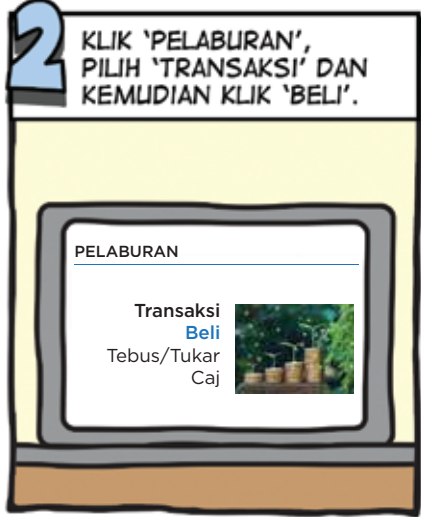 2
KLIK ‘PELABURAN’,
PILIH ‘TRANSAKSI’ DAN
KEMUDIAN KLIK ‘BELI’.
PELABURAN
Transaksi
Beli
Tebus/Tukar
Caj